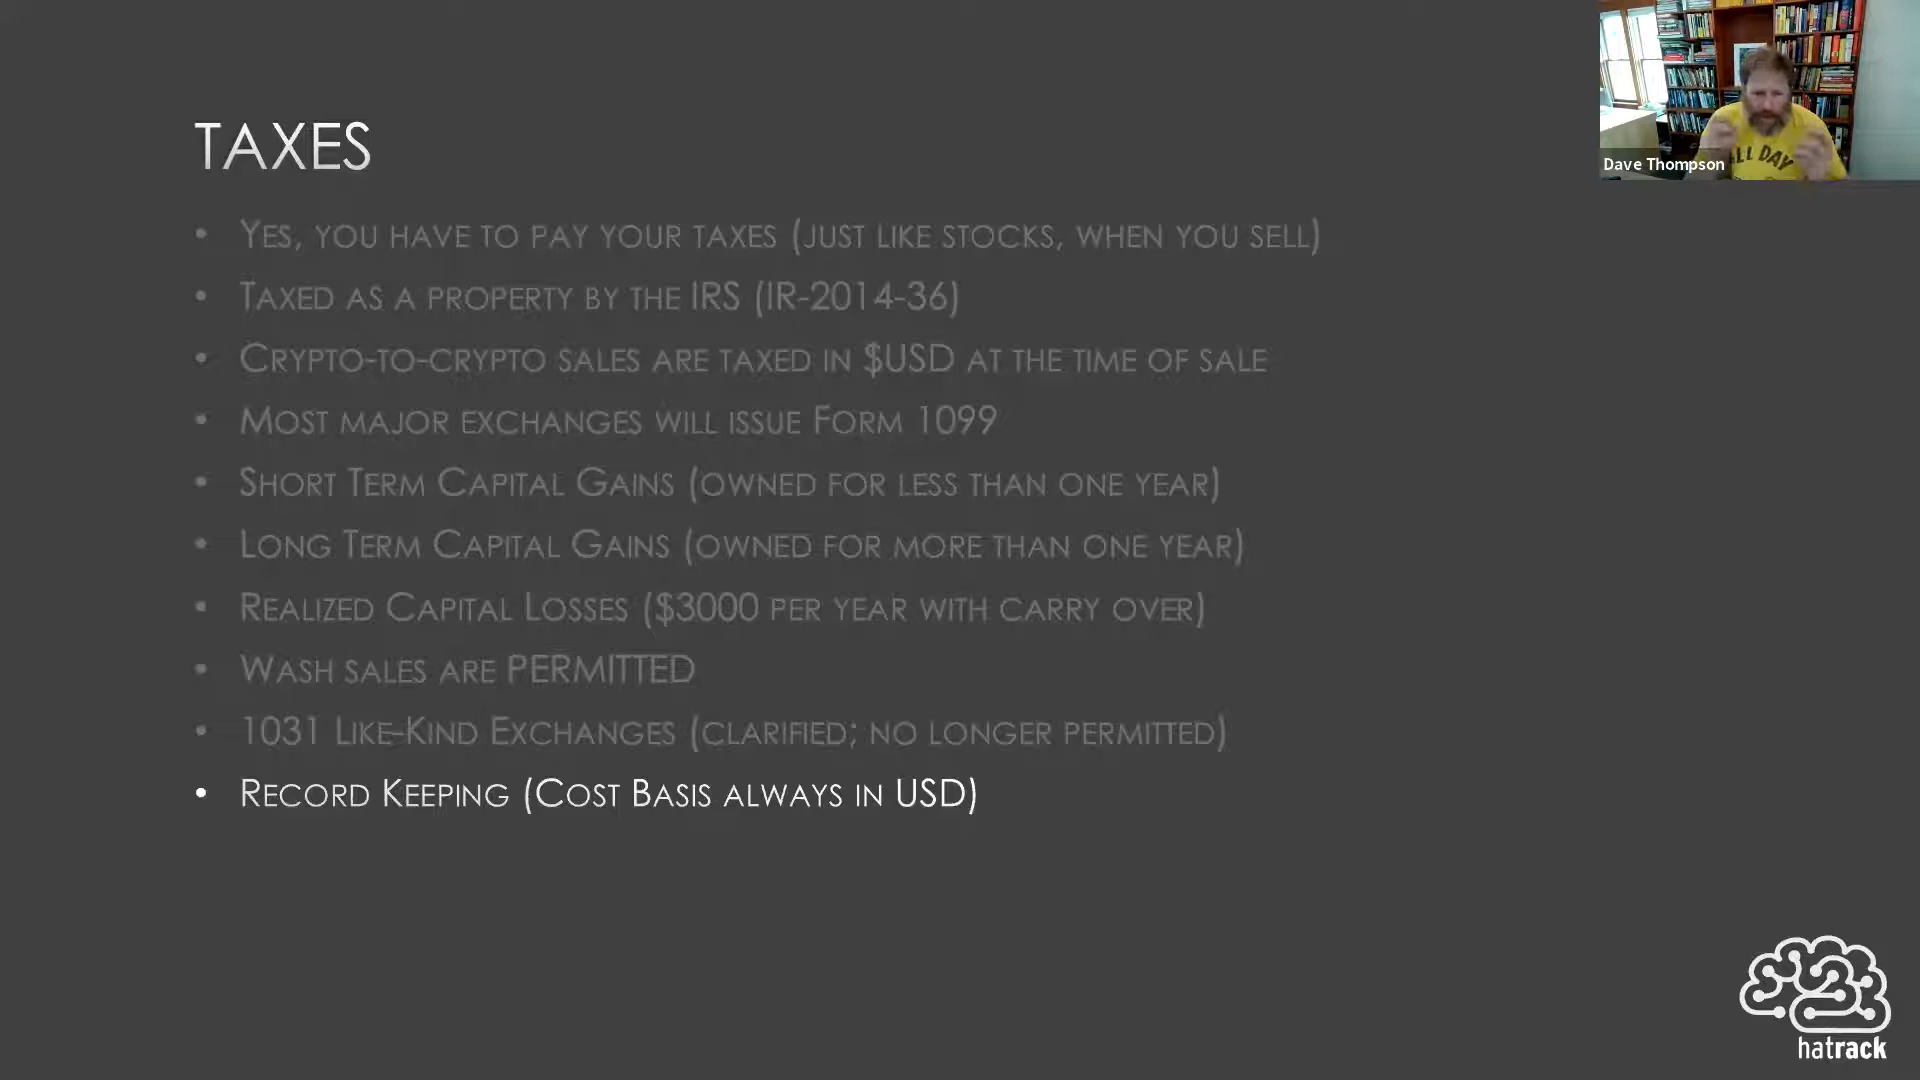 TAXES
• Yes, you have to pay your taxes (just like stocks, when you sell)
• Taxed as a property by the IRS (IR-2014-36)
• Crypto-to-crypto sales are taxed in $USD at the time of sale
• Most major exchanges will issue Form 1099
• Short Term Capital Gains (owned for less than one year)
• Long Term Capital Gains (owned for more than one year)
• Realized Capital Losses ($3000 per year with carry over)
• Wash sales are PERMITTED
• 1031 Like-Kind Exchanges (clarified; no longer permitted)
• Record Keeping (Cost Basis always in USD)
LL DAY
Dave Thompson
hatrack